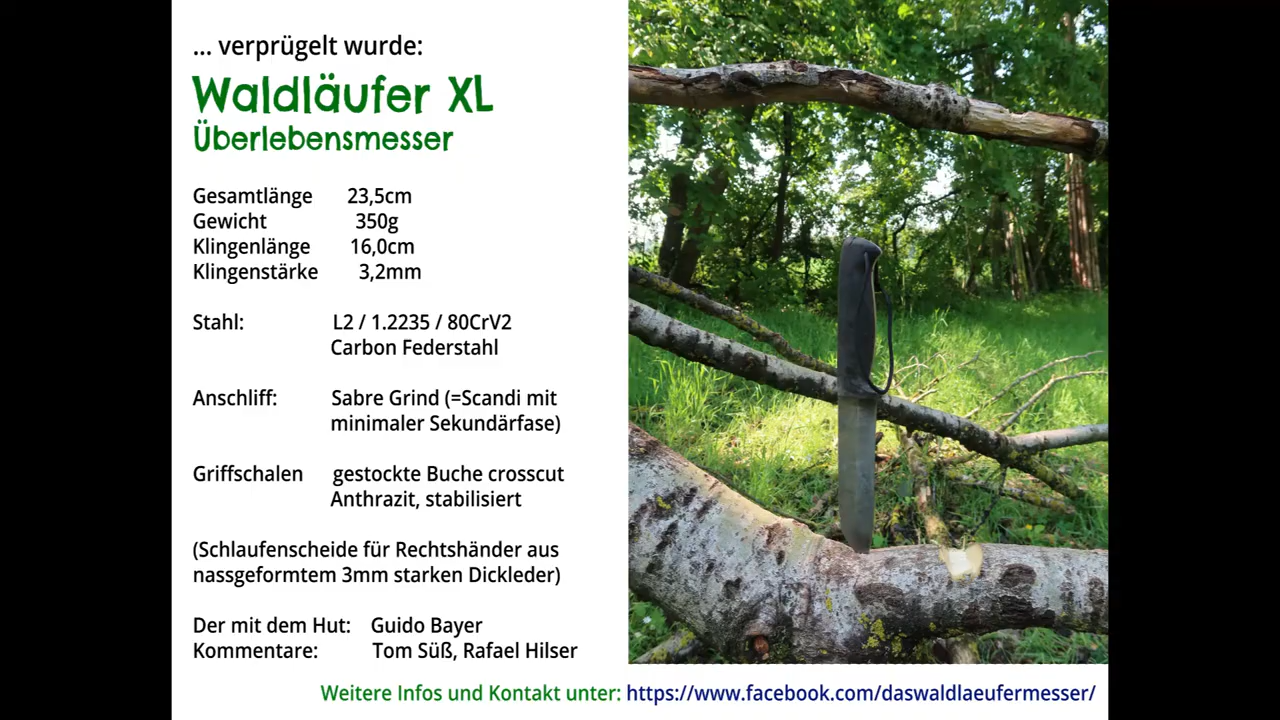 ... verprügelt wurde:
Waldläufer XL
Überlebensmesser
Gesamtlänge 23,5cm
Gewicht 350g
Klingenlänge 16,0cm
Klingenstärke 3,2mm
Stahl: L2 / 1.2235 / 80CrV2
Carbon Federstahl
Anschliff: Sabre Grind (=Scandi mit
minimaler Sekundärfase)
Griffschalen gestockte Buche crosscut
Anthrazit, stabilisiert
(Schlaufenscheide für Rechtshänder aus
nassgeformtem 3mm starken Dickleder)
Der mit dem Hut: Guido Bayer
Kommentare: Tom Süß, Rafael Hilser
Weitere Infos und Kontakt unter: https://www.facebook.com/daswaldlaeufermesser/